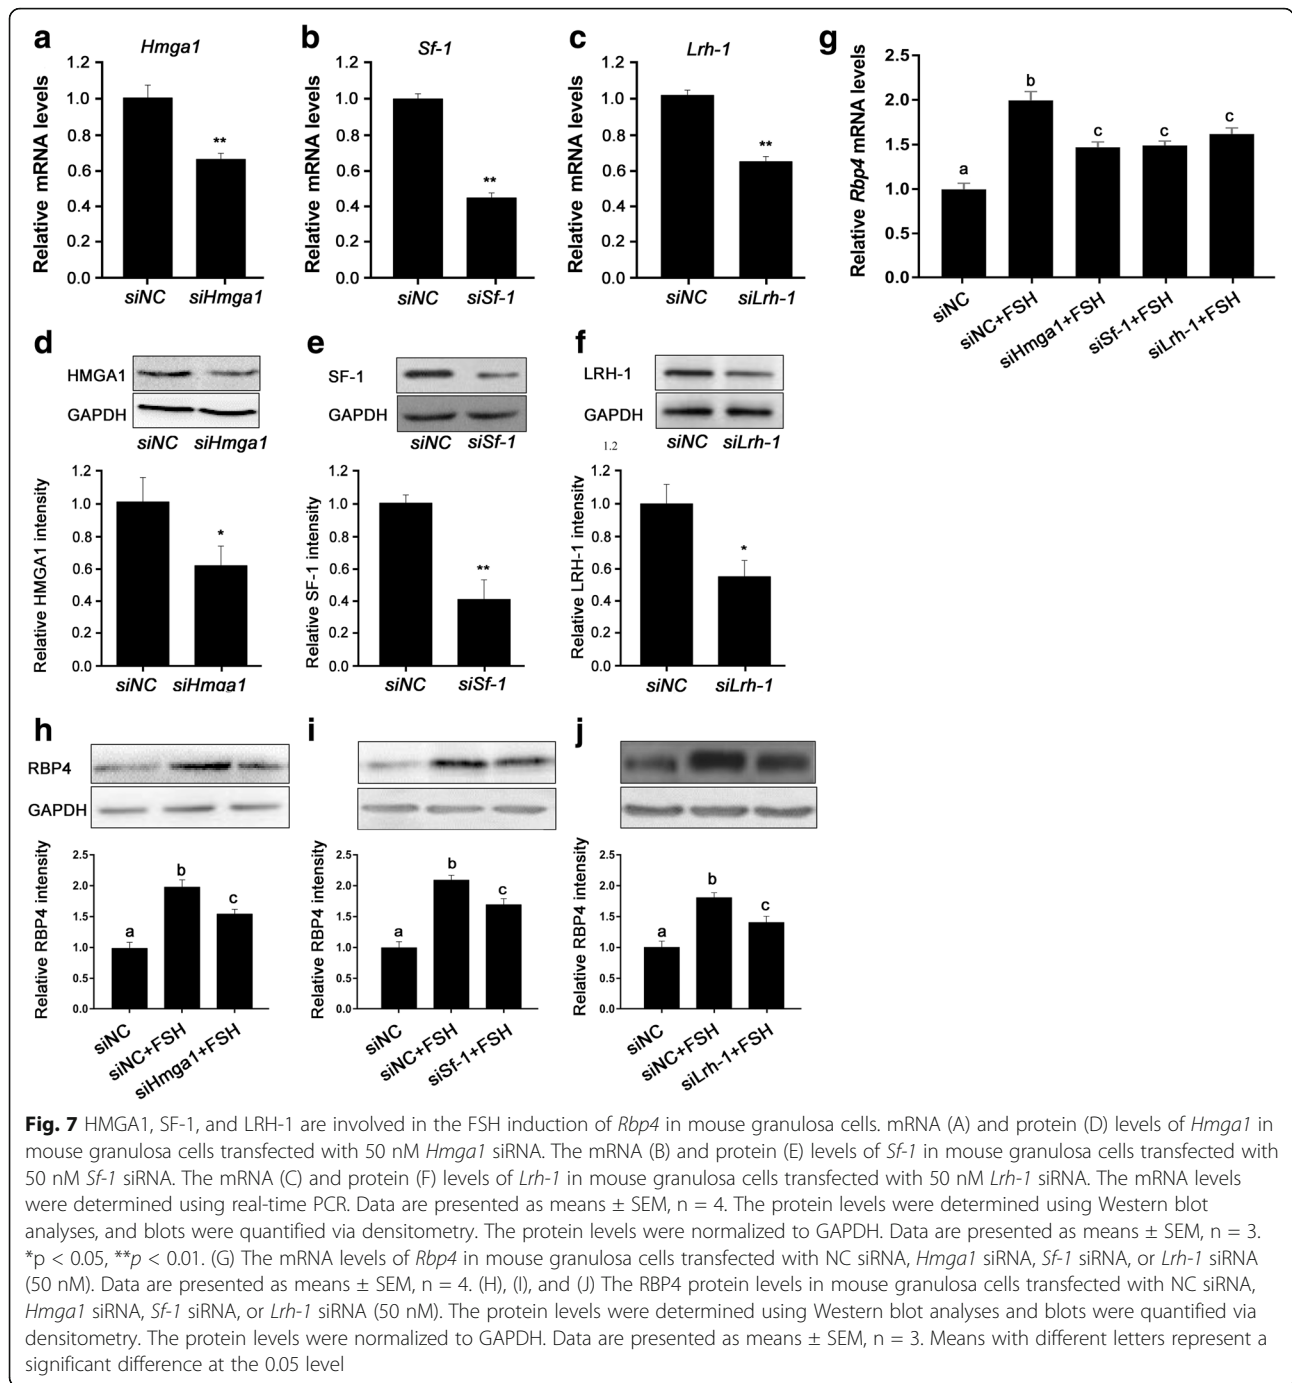 a
Hmga1
Relative mRNA levels
1.2
1.0
0.8
0.6
0.4
0.2
0.0
**
siNC siHmga1
b
Sf-1
Relative mRNA levels
1.2
1.0
0.8
0.6
0.4
0.2
0.0
**
siNC siSf-1
c
Lrh-1
Relative mRNA levels
1.2
1.0
0.8
0.6
0.4
0.2
0.0
**
siNC siLrh-1
g
Relative Rbp4 mRNA levels
2.5
2.0
1.5
1.0
0.5
0.0
a b c c c
siNC siNC+FSH siHmga1+FSH siSf-1+FSH siLrh-1+FSH
d
HMGA1
GAPDH
siNC siHmga1
Relative HMGA1 intensity
1.2
1.0
0.8
0.6
0.4
0.2
0.0
*
siNC siHmga1
e
SF-1
GAPDH
siNC siSf-1
Relative SF-1 intensity
1.2
1.0
0.8
0.6
0.4
0.2
0.0
**
siNC siSf-1
f
LRH-1
GAPDH
1.2
siNC siLrh-1
Relative LRH-1 intensity
1.2
1.0
0.8
0.6
0.4
0.2
0.0
*
siNC siLrh-1
h
RBP4
GAPDH
Relative RBP4 intensity
2.5
2.0
1.5
1.0
0.5
0.0
a b c
siNC siNC+FSH siHmga1+FSH
i
Relative RBP4 intensity
2.5
2.0
1.5
1.0
0.5
0.0
a b c
siNC siNC+FSH siSf-1+FSH
j
Relative RBP4 intensity
2.5
2.0
1.5
1.0
0.5
0.0
a b c
siNC siNC+FSH siLrh-1+FSH
Fig. 7 HMGA1, SF-1, and LRH-1 are involved in the FSH induction of Rbp4 in mouse granulosa cells. mRNA (A) and protein (D) levels of Hmga1 in
mouse granulosa cells transfected with 50 nM Hmga1 siRNA. The mRNA (B) and protein (E) levels of Sf-1 in mouse granulosa cells transfected with
50 nM Sf-1 siRNA. The mRNA (C) and protein (F) levels of Lrh-1 in mouse granulosa cells transfected with 50 nM Lrh-1 siRNA. The mRNA levels
were determined using real-time PCR. Data are presented as means ± SEM, n = 4. The protein levels were determined using Western blot
analyses, and blots were quantified via densitometry. The protein levels were normalized to GAPDH. Data are presented as means ± SEM, n = 3.
*p < 0.05, **p < 0.01. (G) The mRNA levels of Rbp4 in mouse granulosa cells transfected with NC siRNA, Hmga1 siRNA, Sf-1 siRNA, or Lrh-1 siRNA
(50 nM). Data are presented as means ± SEM, n = 4. (H), (I), and (J) The RBP4 protein levels in mouse granulosa cells transfected with NC siRNA,
Hmga1 siRNA, Sf-1 siRNA, or Lrh-1 siRNA (50 nM). The protein levels were determined using Western blot analyses and blots were quantified via
densitometry. The protein levels were normalized to GAPDH. Data are presented as means ± SEM, n = 3. Means with different letters represent a
significant difference at the 0.05 level